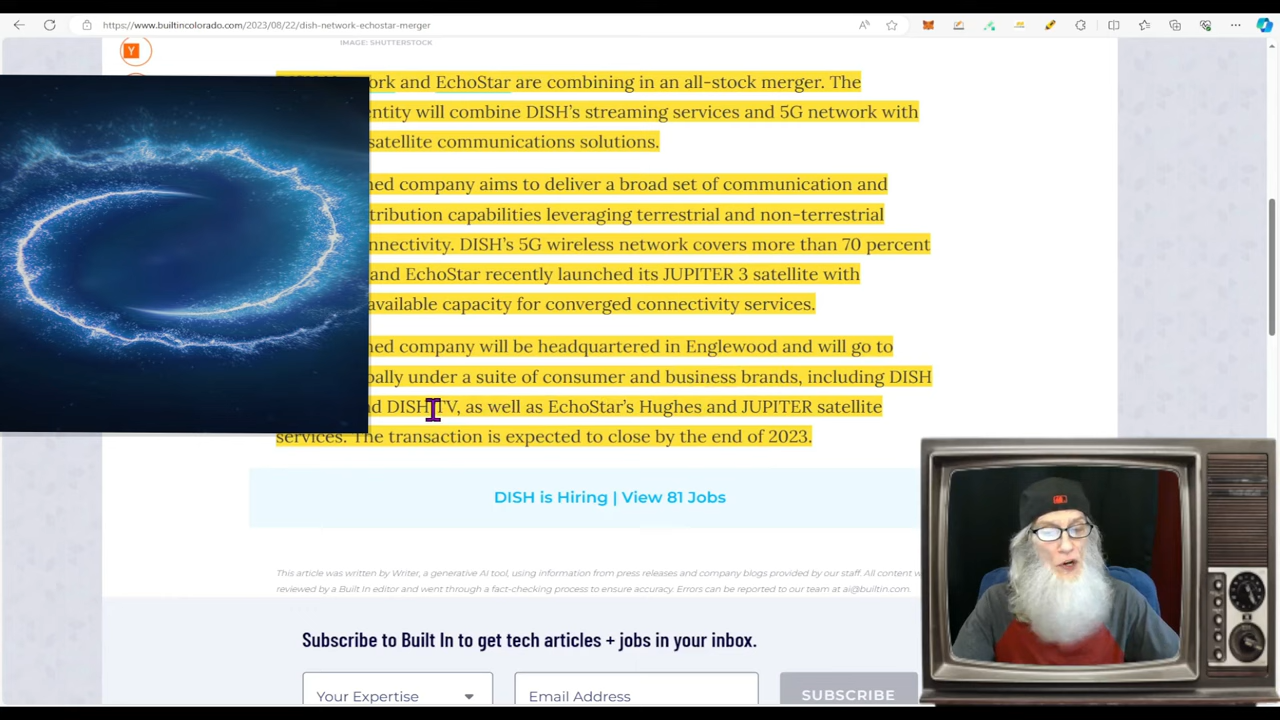 https://www.builtincolorado.com/2023/08/22/dish-network-echostar-merger
IMAGE: SHUTTERSTOCK
and EchoStar are combining in an all-stock merger. The
entity will combine DISH's streaming services and 5G network with
satellite communications solutions.
company aims to deliver a broad set of communication and
capabilities leveraging terrestrial and non-terrestrial
DISH's 5G wireless network covers more than 70 percent
and EchoStar recently launched its JUPITER 3 satellite with
available capacity for converged connectivity services.
company will be headquartered in Englewood and will go to
under a suite of consumer and business brands, including DISH
DISH TV, as well as EchoStar's Hughes and JUPITER satellite
services. The transaction is expected to close by the end of 2023.
DISH is Hiring | View 81 Jobs
This article was written by Writer, a generative AI tool, using information from press releases and company blogs provided by our staff. All content
reviewed by a Built In editor and went through a fact-checking process to ensure accuracy. Errors can be reported to our team at ai@builtin.com.
Subscribe to Built In to get tech articles + jobs in your inbox.
Your Expertise
Email Address
SUBSCRIBE